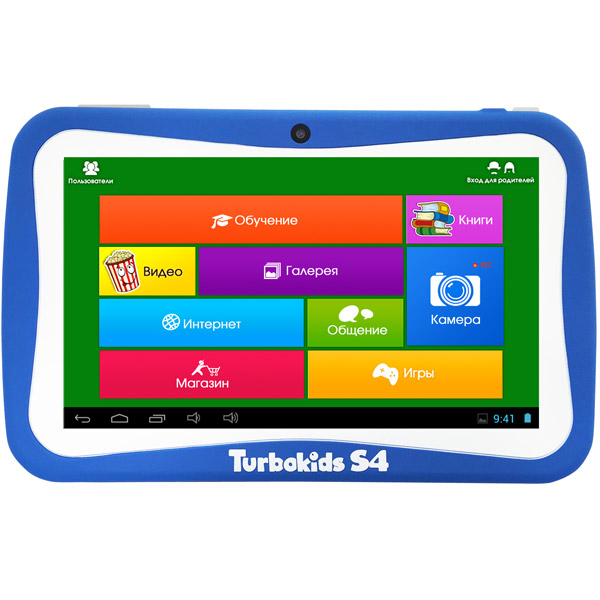 Пользователи
Вход для родителей
Обучение
Книги
Видео
Галерея
Камера
Интернет
Общение
Магазин
Игры
9:41
Turbokids S4